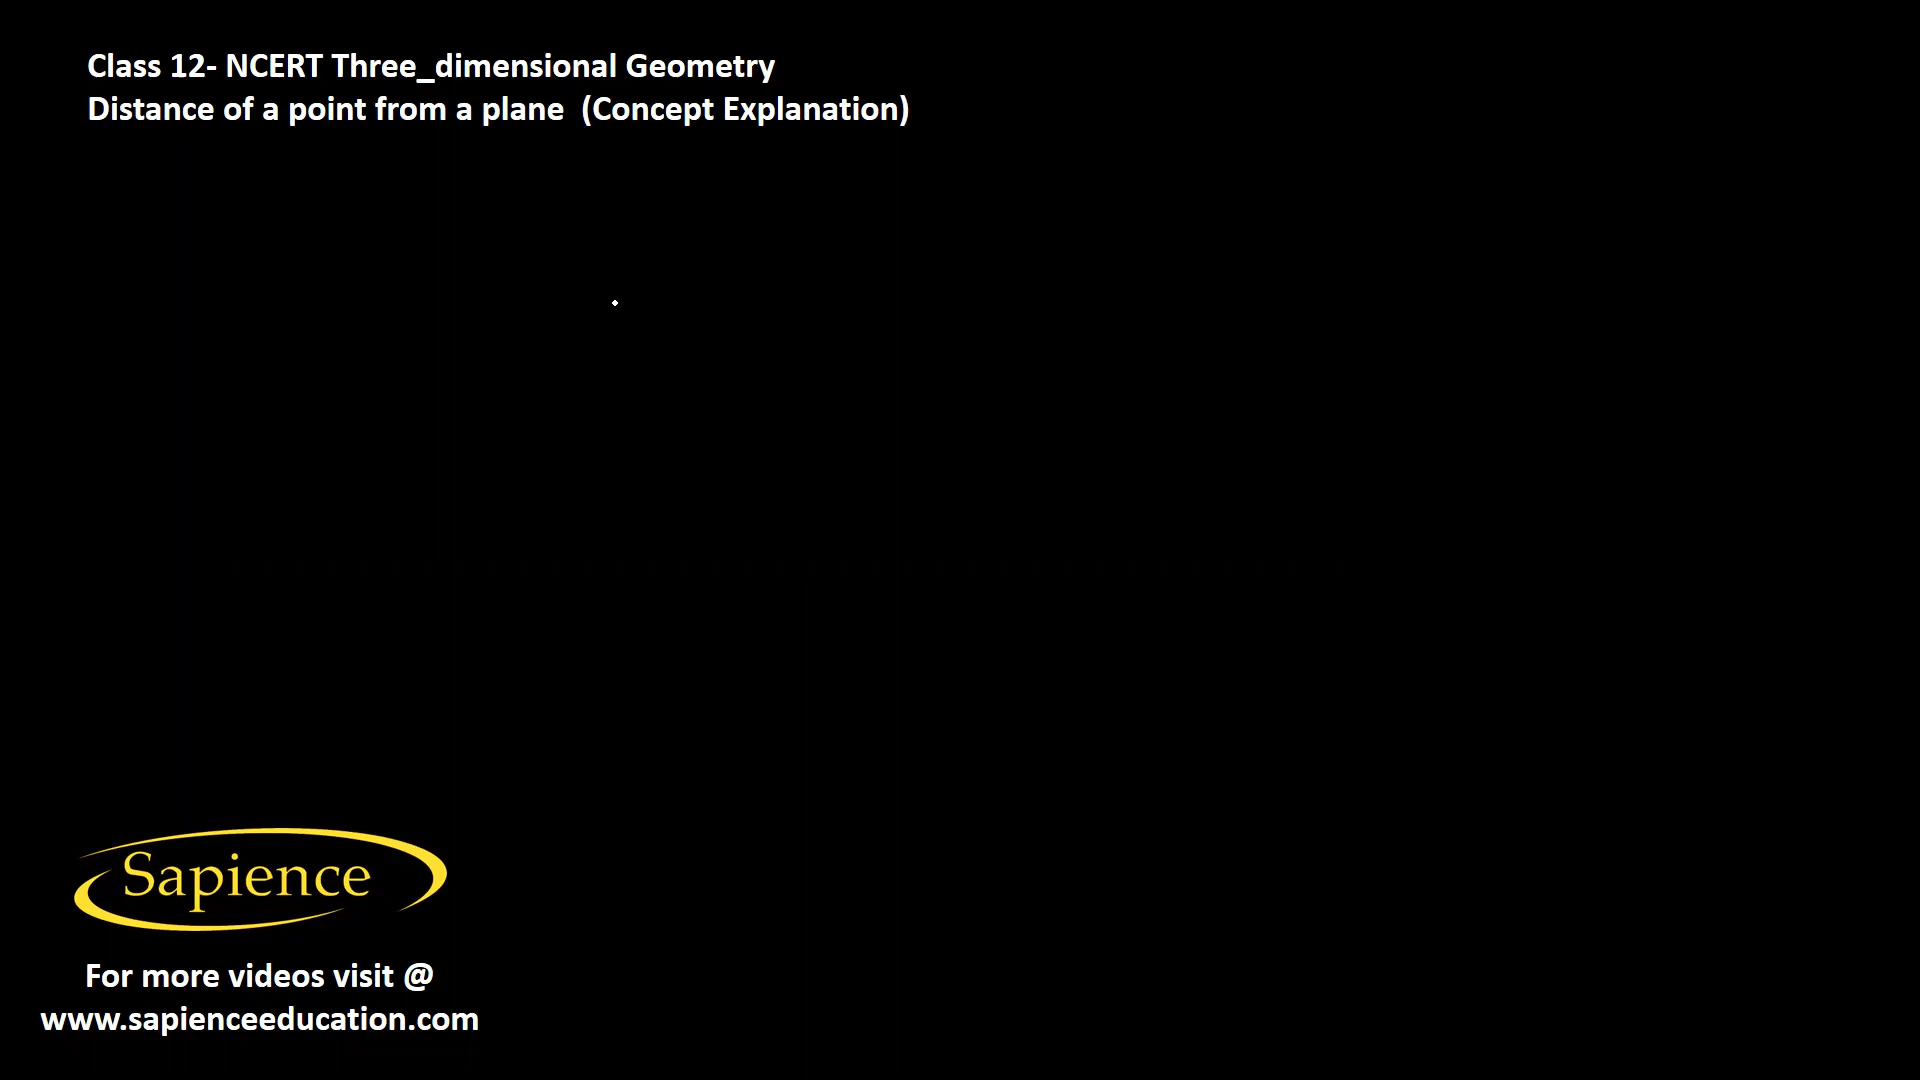 Class 12- NCERT Three_dimensional Geometry
Distance of a point from a plane  (Concept Explanation)
Sapience
For more videos visit @
www.sapienceeducation.com